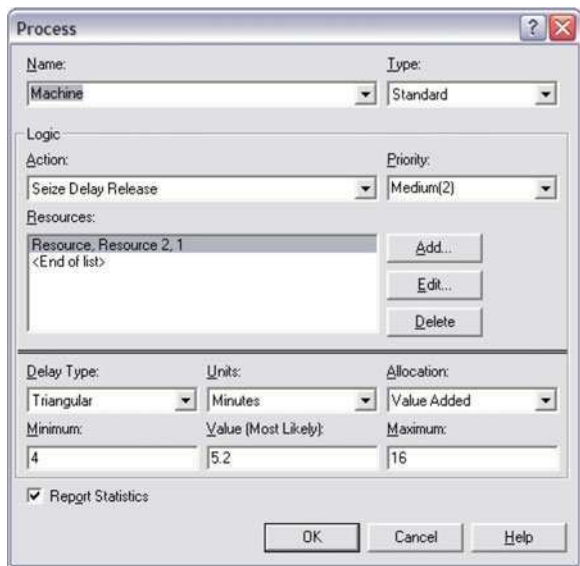 Process
Name: Type:
Machine Standard
Logic
Action: Priority:
Seize Delay Release Medium(2)
Resources:
Resource, Resource 2, 1 Add...
<End of list>
Edit...
Delete
Delay Type: Units: Allocation:
Triangular Minutes Value Added
Minimum: Value (Most Likely): Maximum:
4 5.2 16
Report Statistics
OK Cancel Help